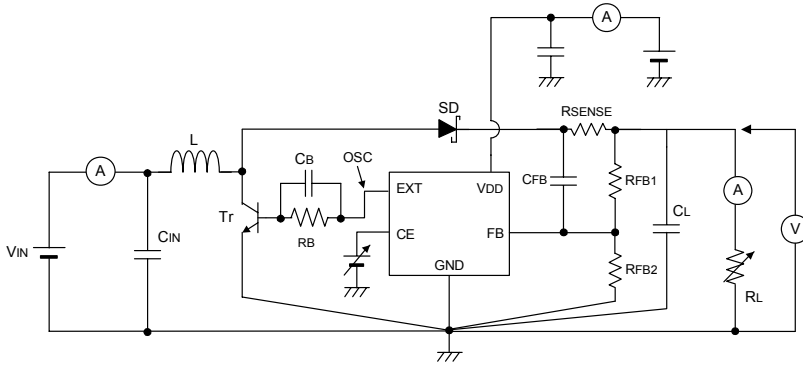 A
SD
RSENSE
L
A
CB
OSC
EXT
VDD
CFB
RFB1
CL
A
V
Tr
RB
CE
FB
CIN
VIN
GND
RFB2
RL